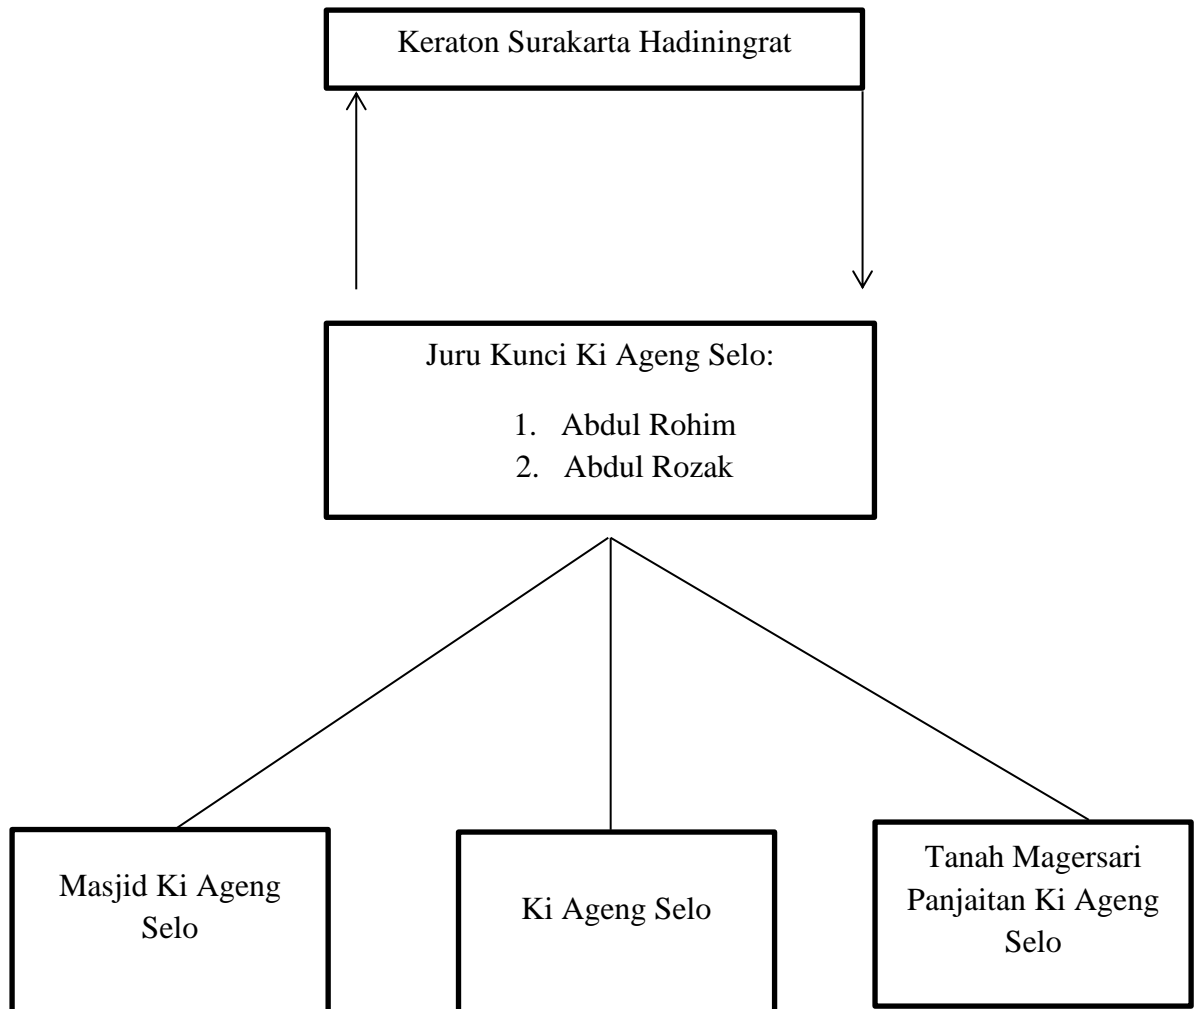 Keraton Surakarta Hadiningrat
Juru Kunci Ki Ageng Selo:
1. Abdul Rohim
2. Abdul Rozak
Masjid Ki Ageng
Selo
Ki Ageng Selo
Tanah Magersari
Panjaitan Ki Ageng
Selo